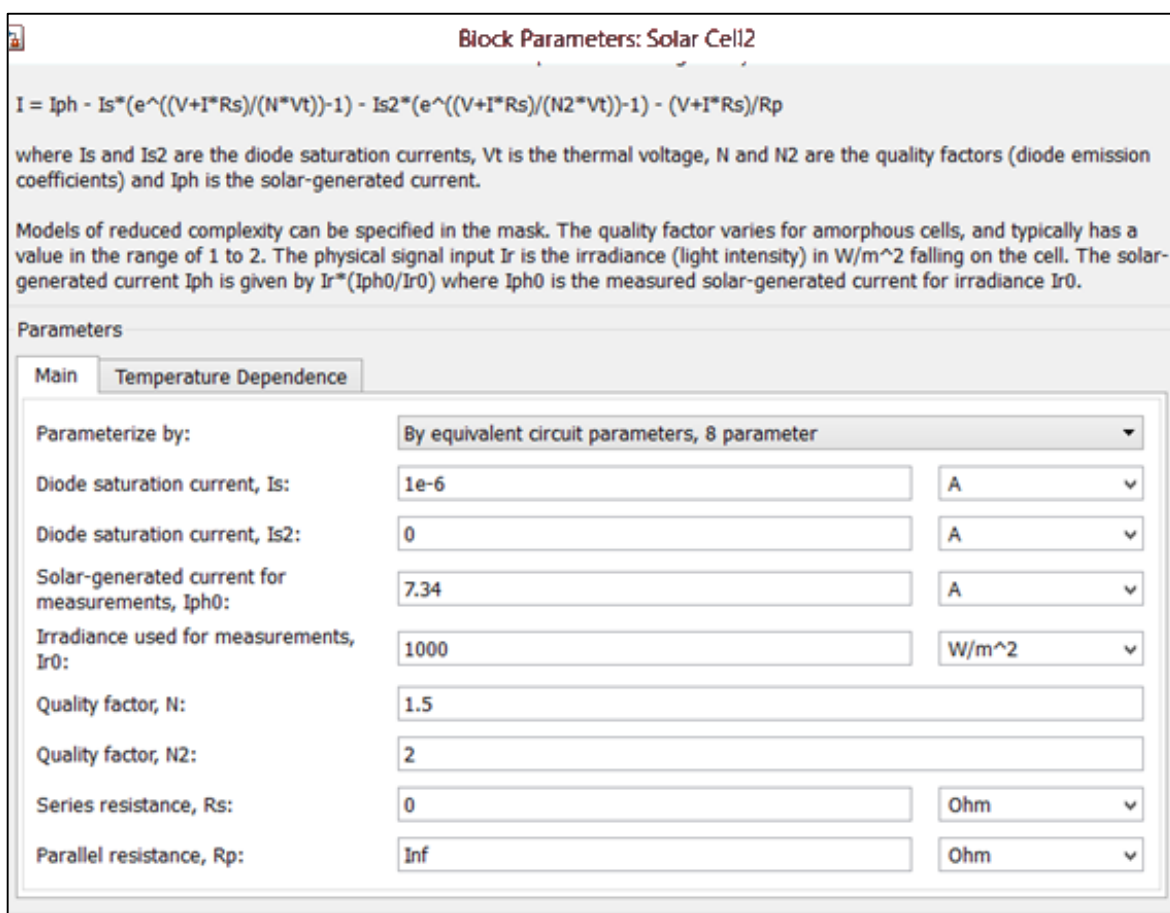 Block Parameters: Solar Cell2
I = Iph - Is*(e^((V+I*Rs)/(N*Vt))-1) - Is2*(e^((V+I*Rs)/(N2*Vt))-1) - (V+I*Rs)/Rp
where Is and Is2 are the diode saturation currents, Vt is the thermal voltage, N and N2 are the quality factors (diode emission
coefficients) and Iph is the solar-generated current.
Models of reduced complexity can be specified in the mask. The quality factor varies for amorphous cells, and typically has a
value in the range of 1 to 2. The physical signal input Ir is the irradiance (light intensity) in W/m^2 falling on the cell. The solar-
generated current Iph is given by Ir*(Iph0/Ir0) where Iph0 is the measured solar-generated current for irradiance Ir0.
Parameters
Main Temperature Dependence
Parameterize by: By equivalent circuit parameters, 8 parameter
Diode saturation current, Is: 1e-6 A
Diode saturation current, Is2: 0 A
Solar-generated current for
measurements, Iph0: 7.34 A
Irradiance used for measurements,
Ir0: 1000 W/m^2
Quality factor, N: 1.5
Quality factor, N2: 2
Series resistance, Rs: 0 Ohm
Parallel resistance, Rp: Inf Ohm